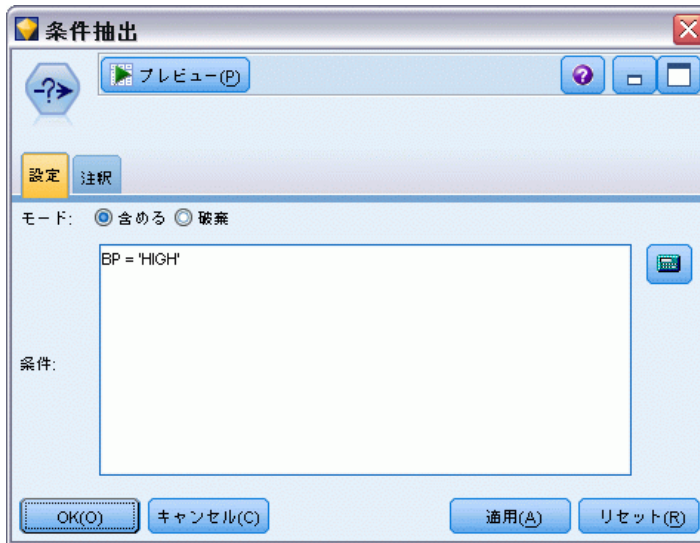 条件抽出
-?➤
プレビュー(P)
?
設定 注釈
モード: 含める 破棄
BP = 'HIGH'
条件:
OK(O) キャンセル(C) 適用(A) リセット(R)